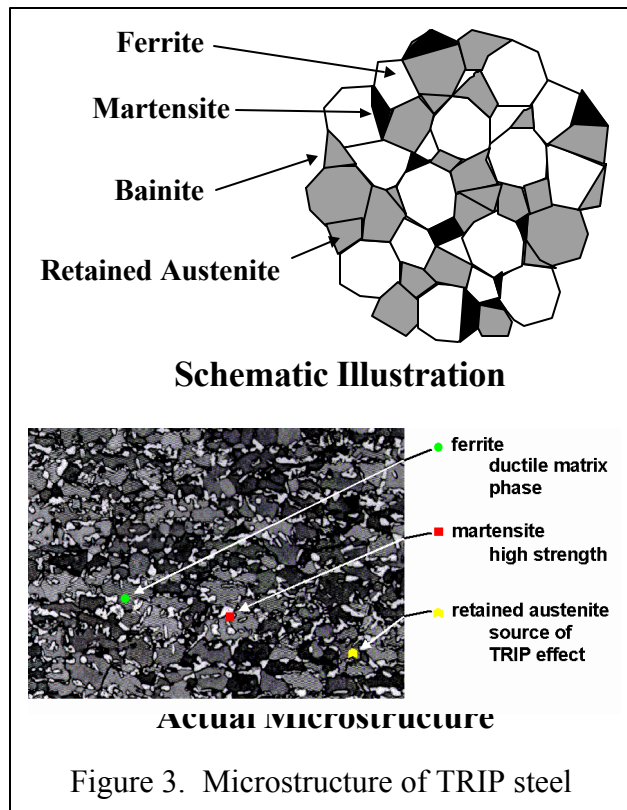 Ferrite
Martensite
Bainite
Retained Austenite
Schematic Illustration
ferrite
ductile matrix
phase
martensite
high strength
retained austenite
source of
TRIP effect
Actual Microstructure
Figure 3. Microstructure of TRIP steel